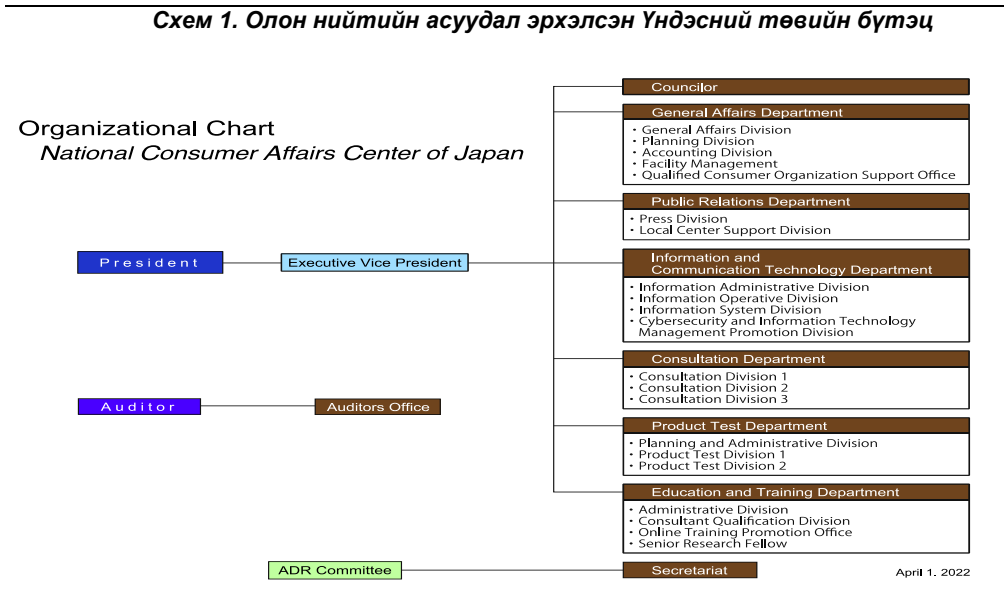 Схем 1. Олон нийтийн асуудал эрхэлсэн Үндэсний төвийн бүтэц
Organizational Chart
National Consumer Affairs Center of Japan
President
Executive Vice President
Auditor
Auditors Office
Councilor
General Affairs Department
・General Affairs Division
・Planning Division
・Accounting Division
・Facility Management
・Qualified Consumer Organization Support Office
Public Relations Department
・Press Division
・Local Center Support Division
Information and
Communication Technology Department
・Information Administrative Division
・Information Operative Division
・Information System Division
・Cybersecurity and Information Technology
Management Promotion Division
Consultation Department
・Consultation Division 1
・Consultation Division 2
・Consultation Division 3
Product Test Department
・Planning and Administrative Division
・Product Test Division 1
・Product Test Division 2
Education and Training Department
・Administrative Division
・Consultant Qualification Division
・Online Training Promotion Office
・Senior Research Fellow
ADR Committee
Secretariat
April 1. 2022